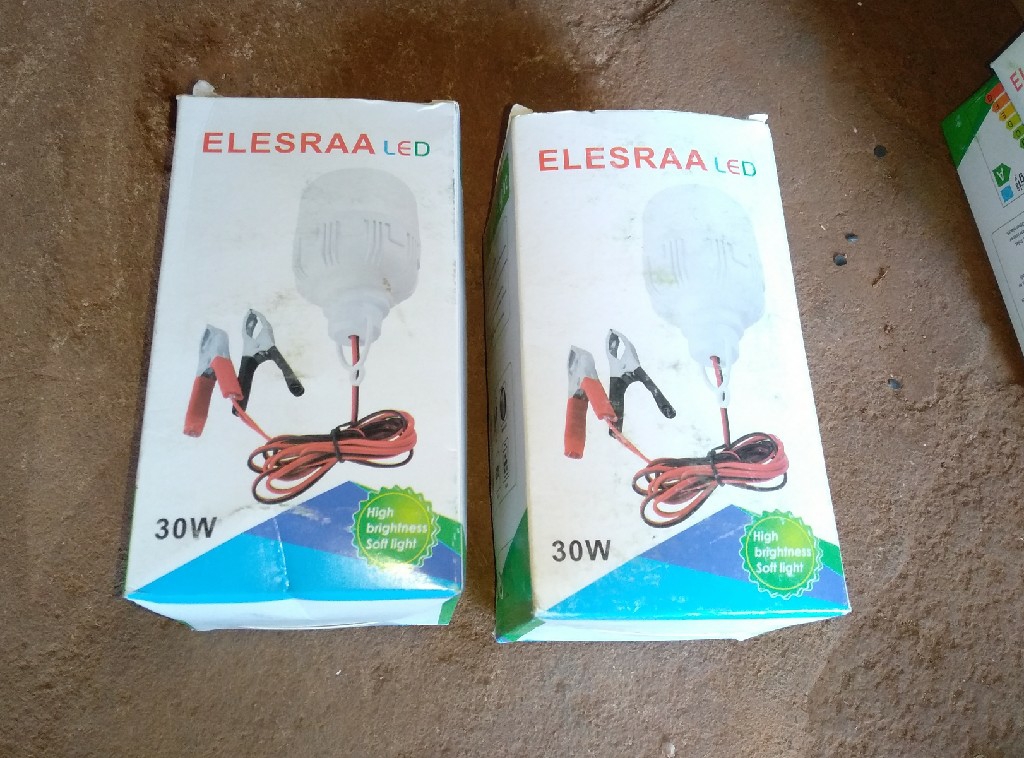 ELESRAA LED
30W
High
brightness
Soft light
ELESRAA LED
30W
High
brightness
Soft light
A